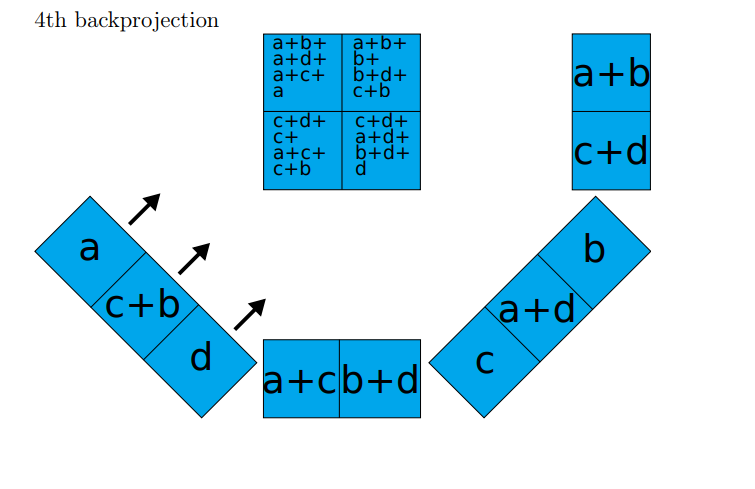 4th backprojection
a+b+
a+d+
a+c+
a
a+b+
b+
b+d+
c+b
c+d+
c+
a+c+
c+b
c+d+
a+d+
b+d+
d
a+b
c+d
a
c+b
d
a+c
b+d
b
a+d
c